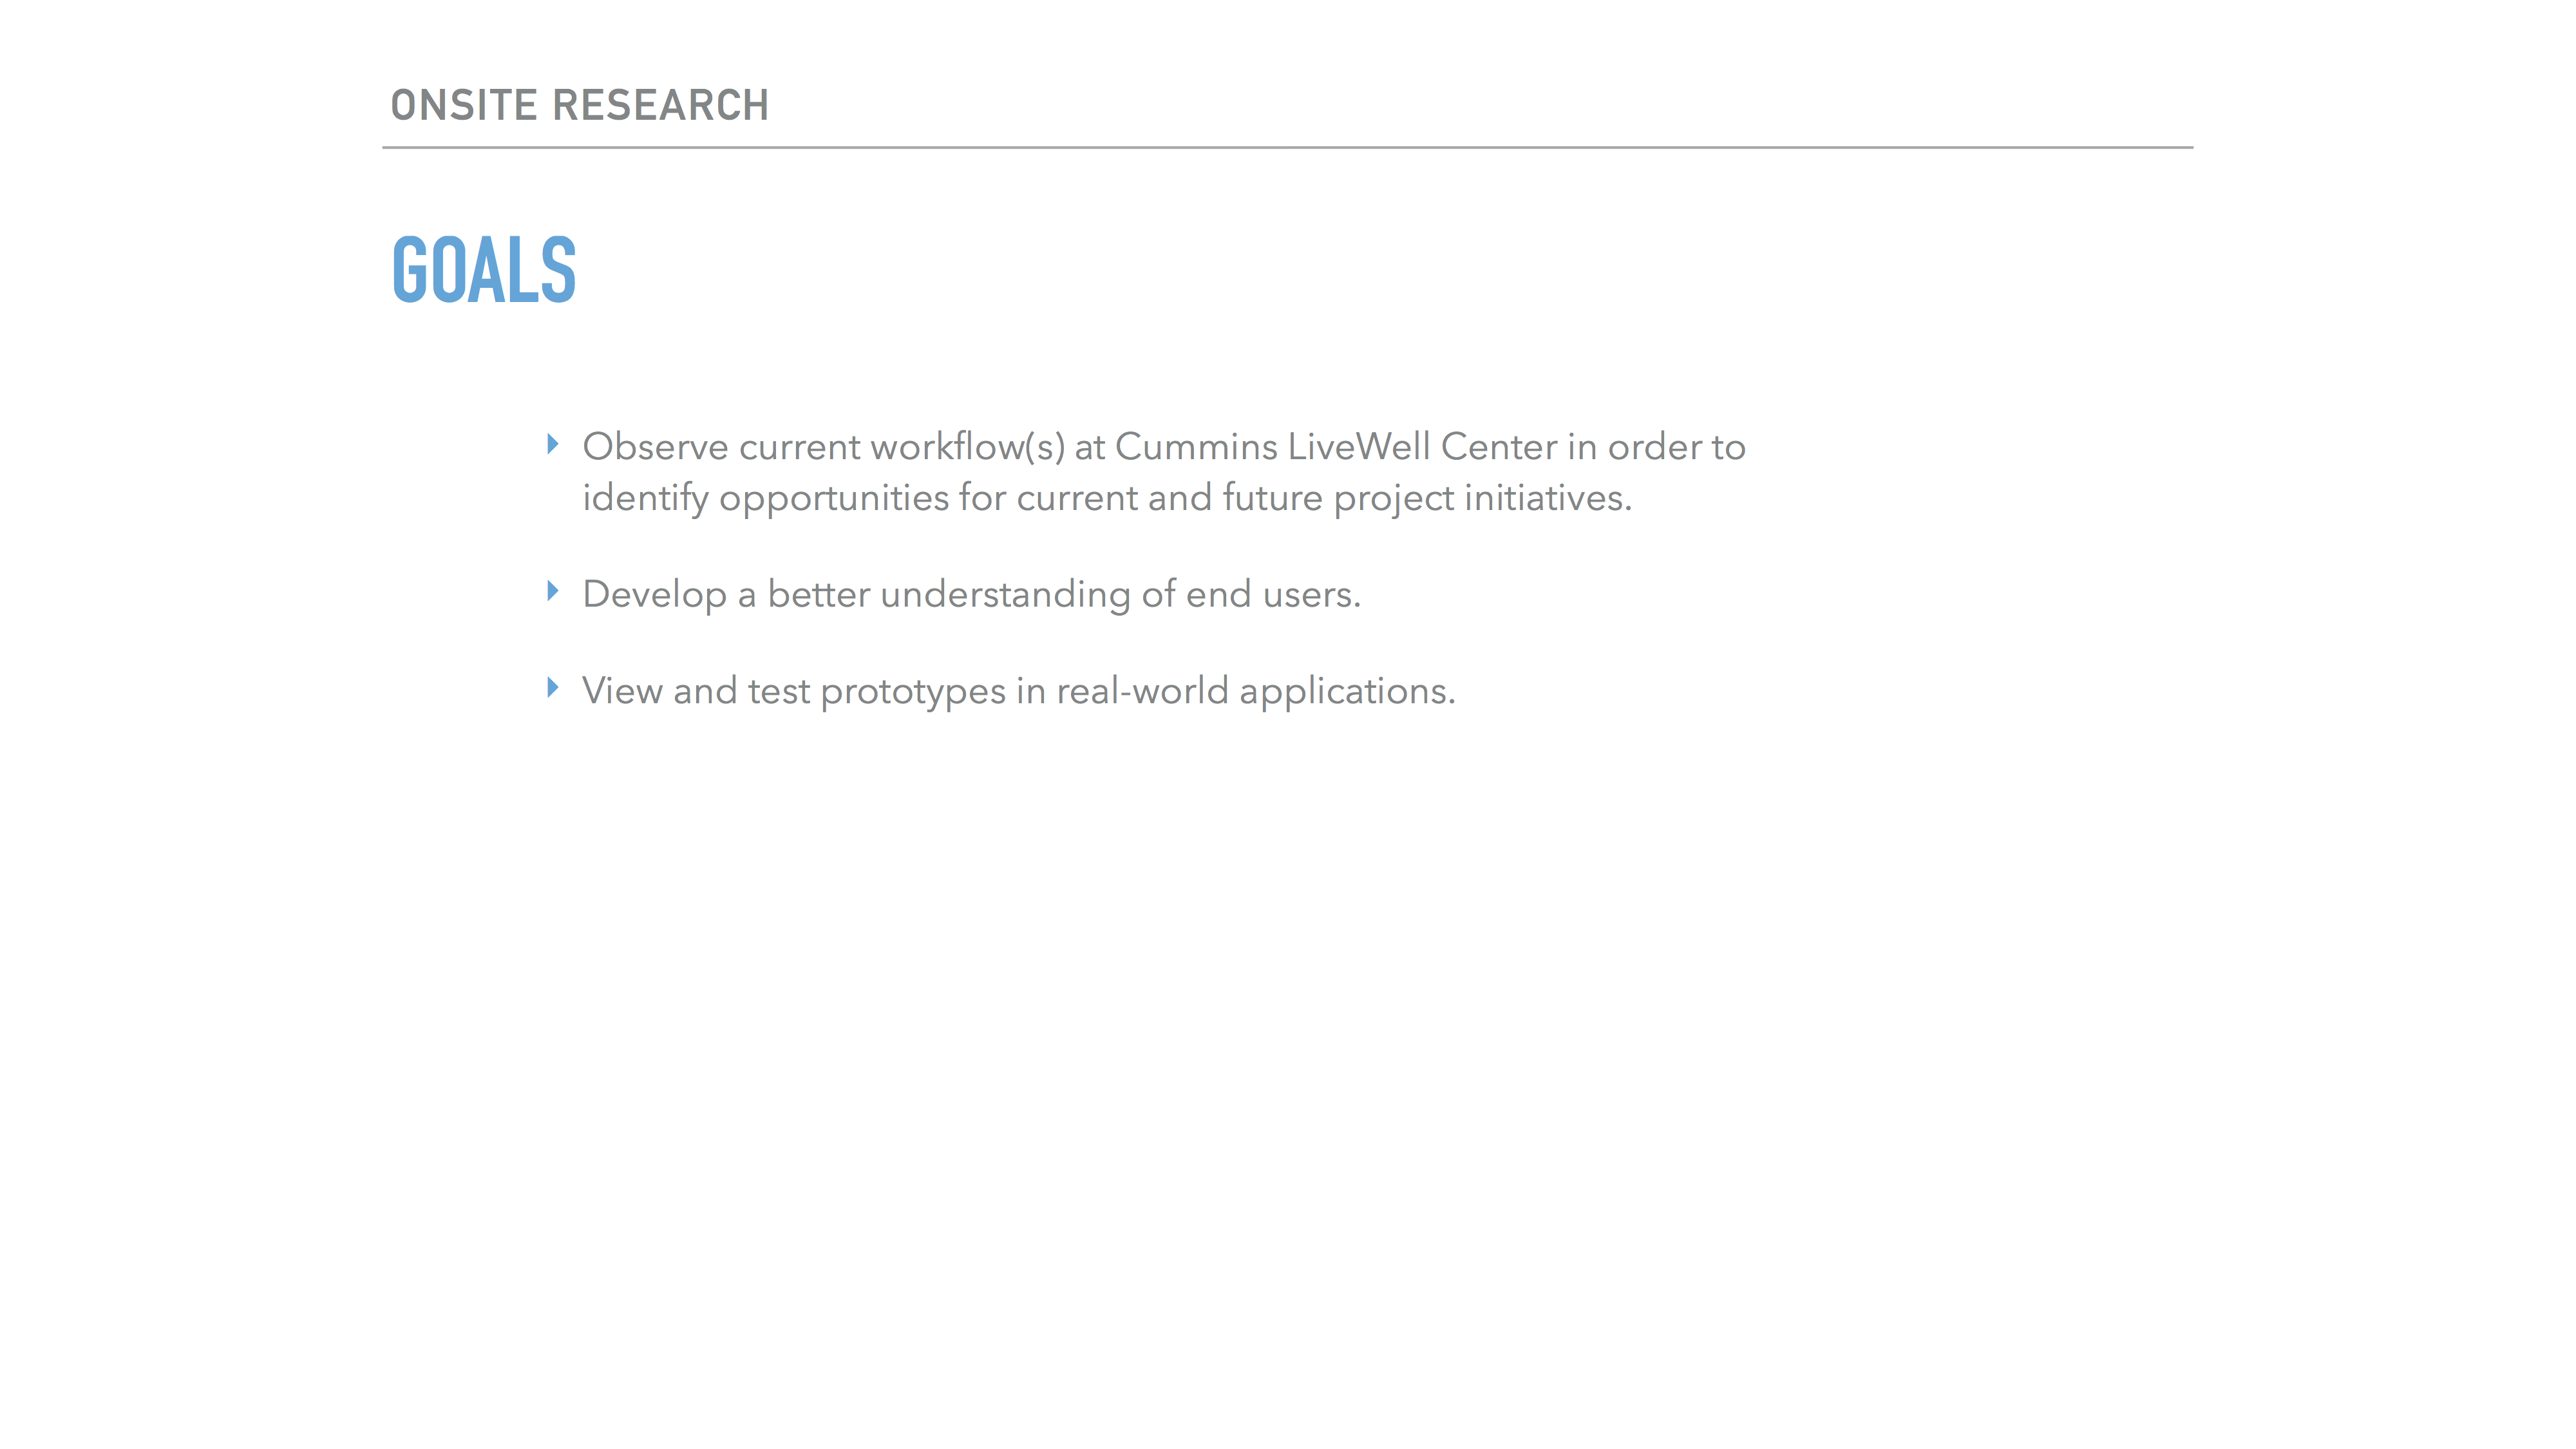 ONSITE RESEARCH
GOALS
Observe current workflow(s) at Cummins LiveWell Center in order to
identify opportunities for current and future project initiatives.
Develop a better understanding of end users.
View and test prototypes in real-world applications.